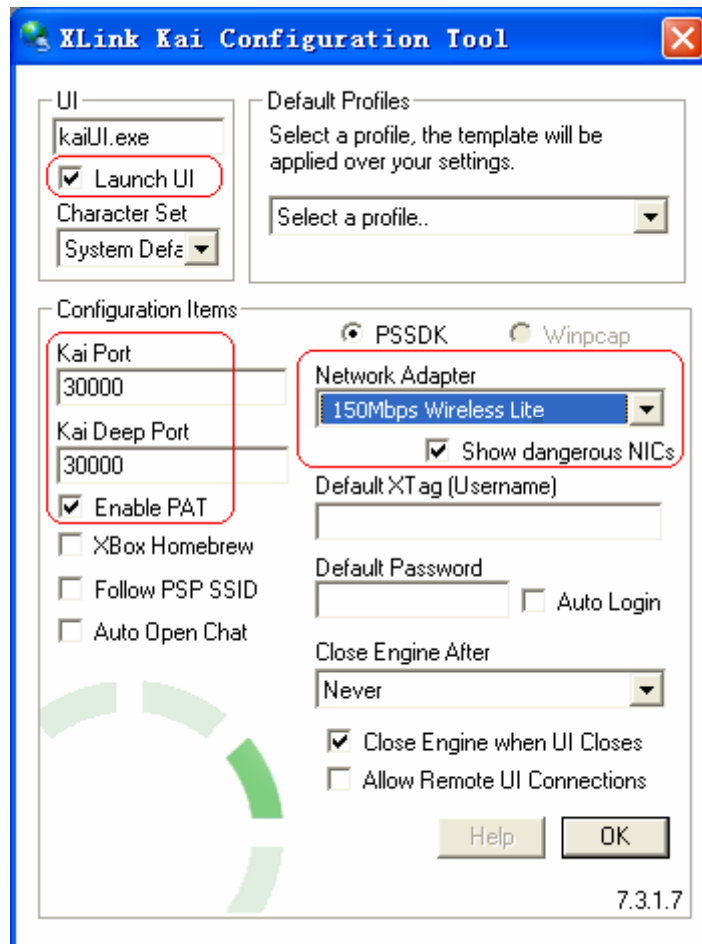 XLink Kai Configuration Tool
UI
kaiUI.exe
Launch UI
Character Set
System Defa
Default Profiles
Select a profile, the template will be
applied over your settings.
Select a profile..
Configuration Items
Kai Port
30000
Kai Deep Port
30000
Enable PAT
XBox Homebrew
Follow PSP SSID
Auto Open Chat
PSSDK
Winpcap
Network Adapter
150Mbps Wireless Lite
Show dangerous NICs
Default XTag (Username)
Default Password
Auto Login
Close Engine After
Never
Close Engine when UI Closes
Allow Remote UI Connections
Help
OK
7.3.1.7